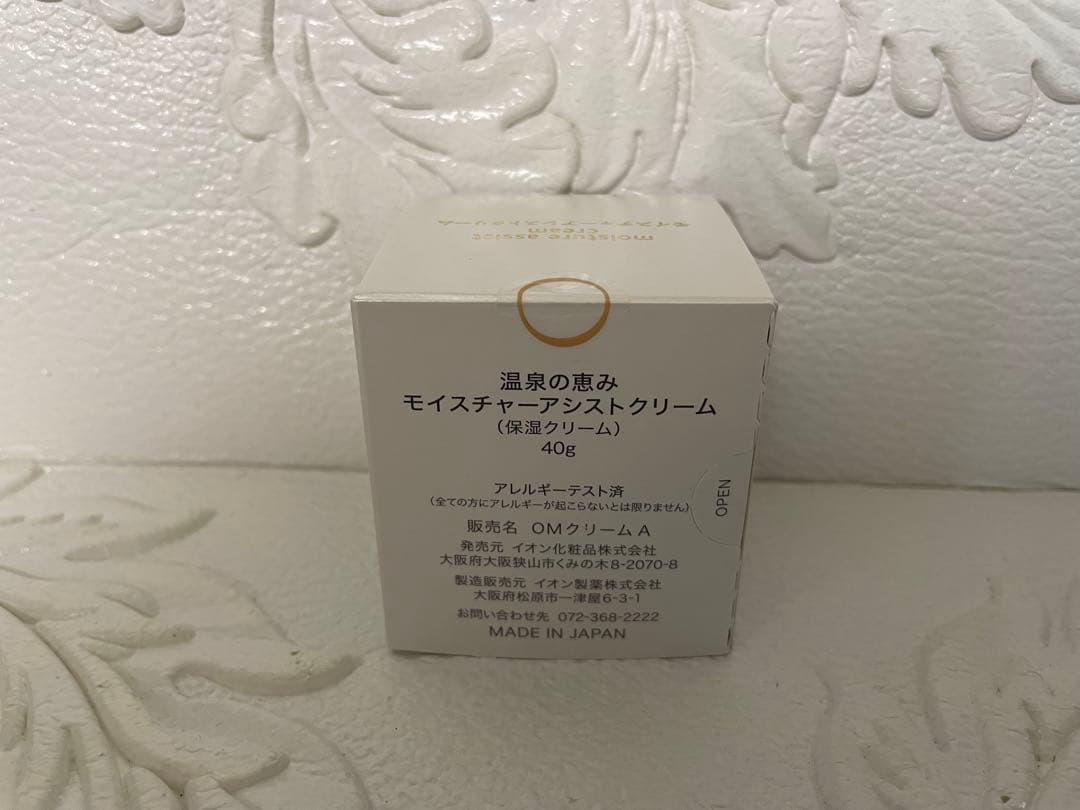 moisture assist
cream
モイスチャーアシストクリーム
温泉の恵み
モイスチャーアシストクリーム
（保湿クリーム）
40g
アレルギーテスト済
（全ての方にアレルギーが起こらないとは限りません）
販売名 OMクリームA
発売元 イオン化粧品株式会社
大阪府大阪狭山市くみの木8-2070-8
製造販売元 イオン製薬株式会社
大阪府松原市一津屋6-3-1
お問い合わせ先 072-368-2222
MADE IN JAPAN
OPEN